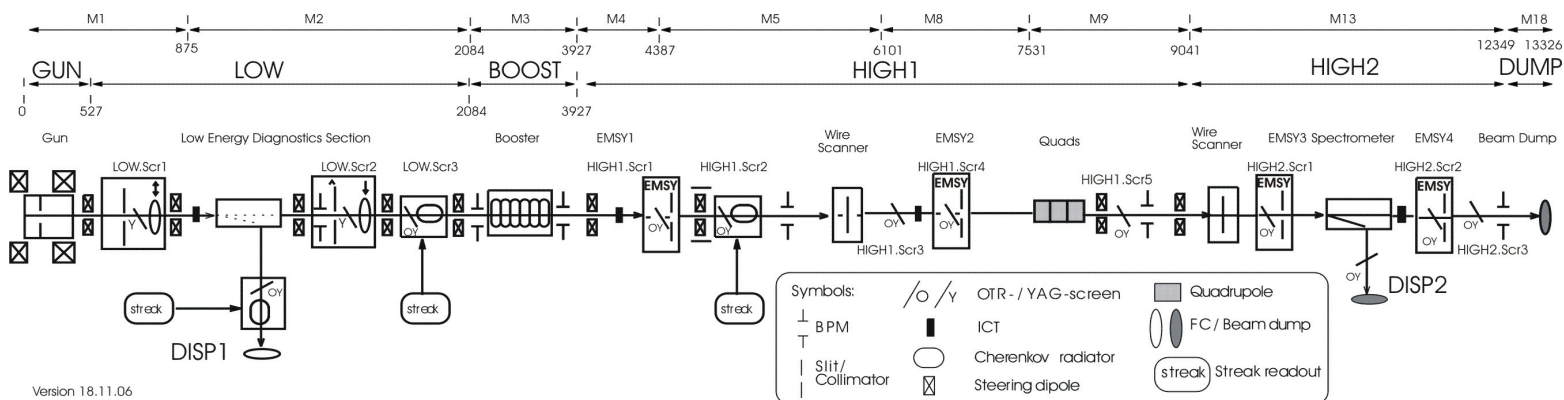 M1 M2 M3 M4 M5 M8 M9 M13 M18
875 2084 3927 4387 6101 7531 9041 12349 13326
GUN LOW BOOST HIGH1 HIGH2 DUMP
0 527 2084 3927
Gun Low Energy Diagnostics Section Booster EMSY1 Wire Scanner EMSY2 Quads Wire Scanner EMSY3 Spectrometer EMSY4 Beam Dump
LOW.Scr1 LOW.Scr2 LOW.Scr3 HIGH1.Scr1 HIGH1.Scr2 HIGH1.Scr4 HIGH1.Scr5 HIGH2.Scr1 HIGH2.Scr2
EMSY EMSY EMSY EMSY
Y Y OY OY OY OY OY OY OY OY OY
HIGH1.Scr3 HIGH2.Scr3
OY OY
streak streak streak
DISP1 DISP2
Symbols:
O Y OTR- / YAG-screen Quadrupole
BPM ICT FC / Beam dump
Slit/
Collimator
Cherenkov radiator
streak Streak readout
Steering dipole
Version 18.11.06